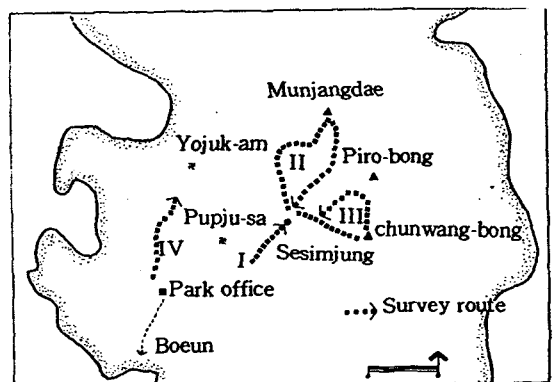 Munjangdae
Yojuk-am
II
Piro-bong
Pupju-sa
III
chunwang-bong
IV
I
Sesimjung
Park office
Survey route
Boeun